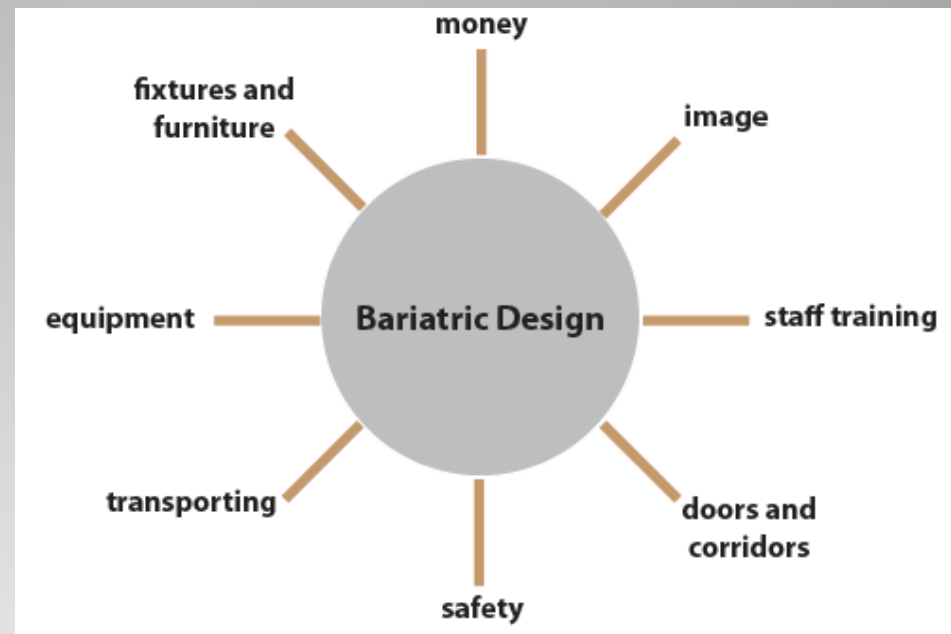 money
fixtures and
furniture
image
equipment
Bariatric Design
staff training
transporting
doors and
corridors
safety